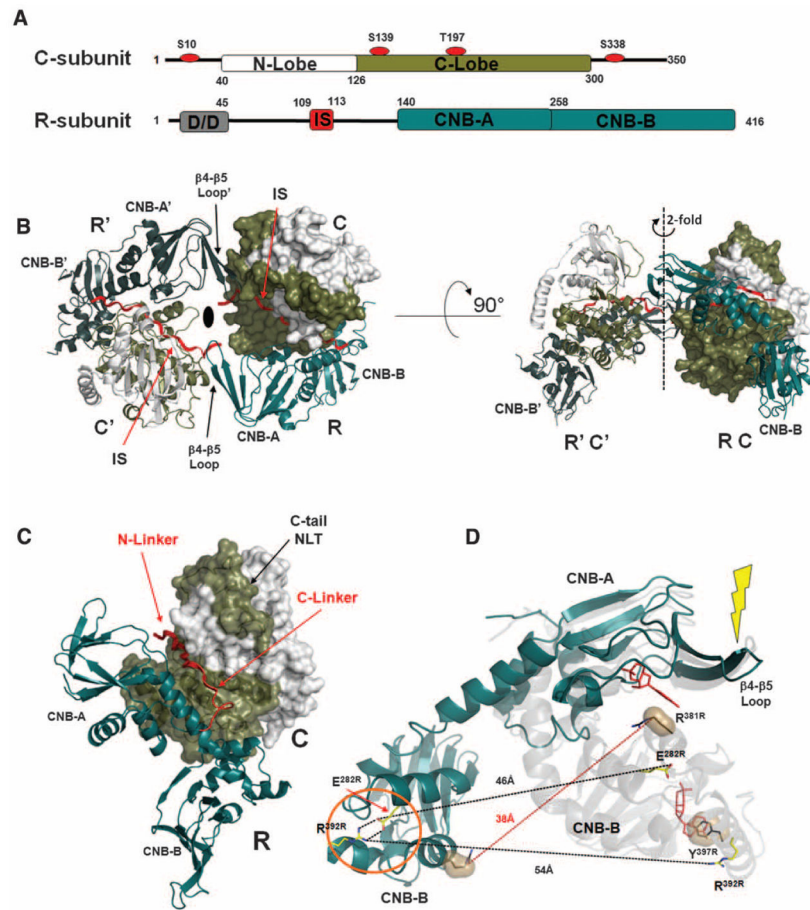 A
S10 S139 T197 S338
C-subunit 1 N-Lobe C-Lobe 350
40 126 300
45 109 113 140 258
R-subunit 1 D/D IS CNB-A CNB-B 416
B
β4-β5
Loop'
IS
CNB-A'
R'
C
CNB-B'
CNB-B
CNB-A
R
C'
IS
β4-β5
Loop
90°
2-fold
CNB-B'
CNB-B
R' C'
R C
C
C-tail
NLT
N-Linker
C-Linker
CNB-A
C
R
CNB-B
D
CNB-A
β4-β5
Loop
R381R
E282R
E282R
46Å
R392R
38Å
CNB-B
Y397R
54Å
R392R
CNB-B